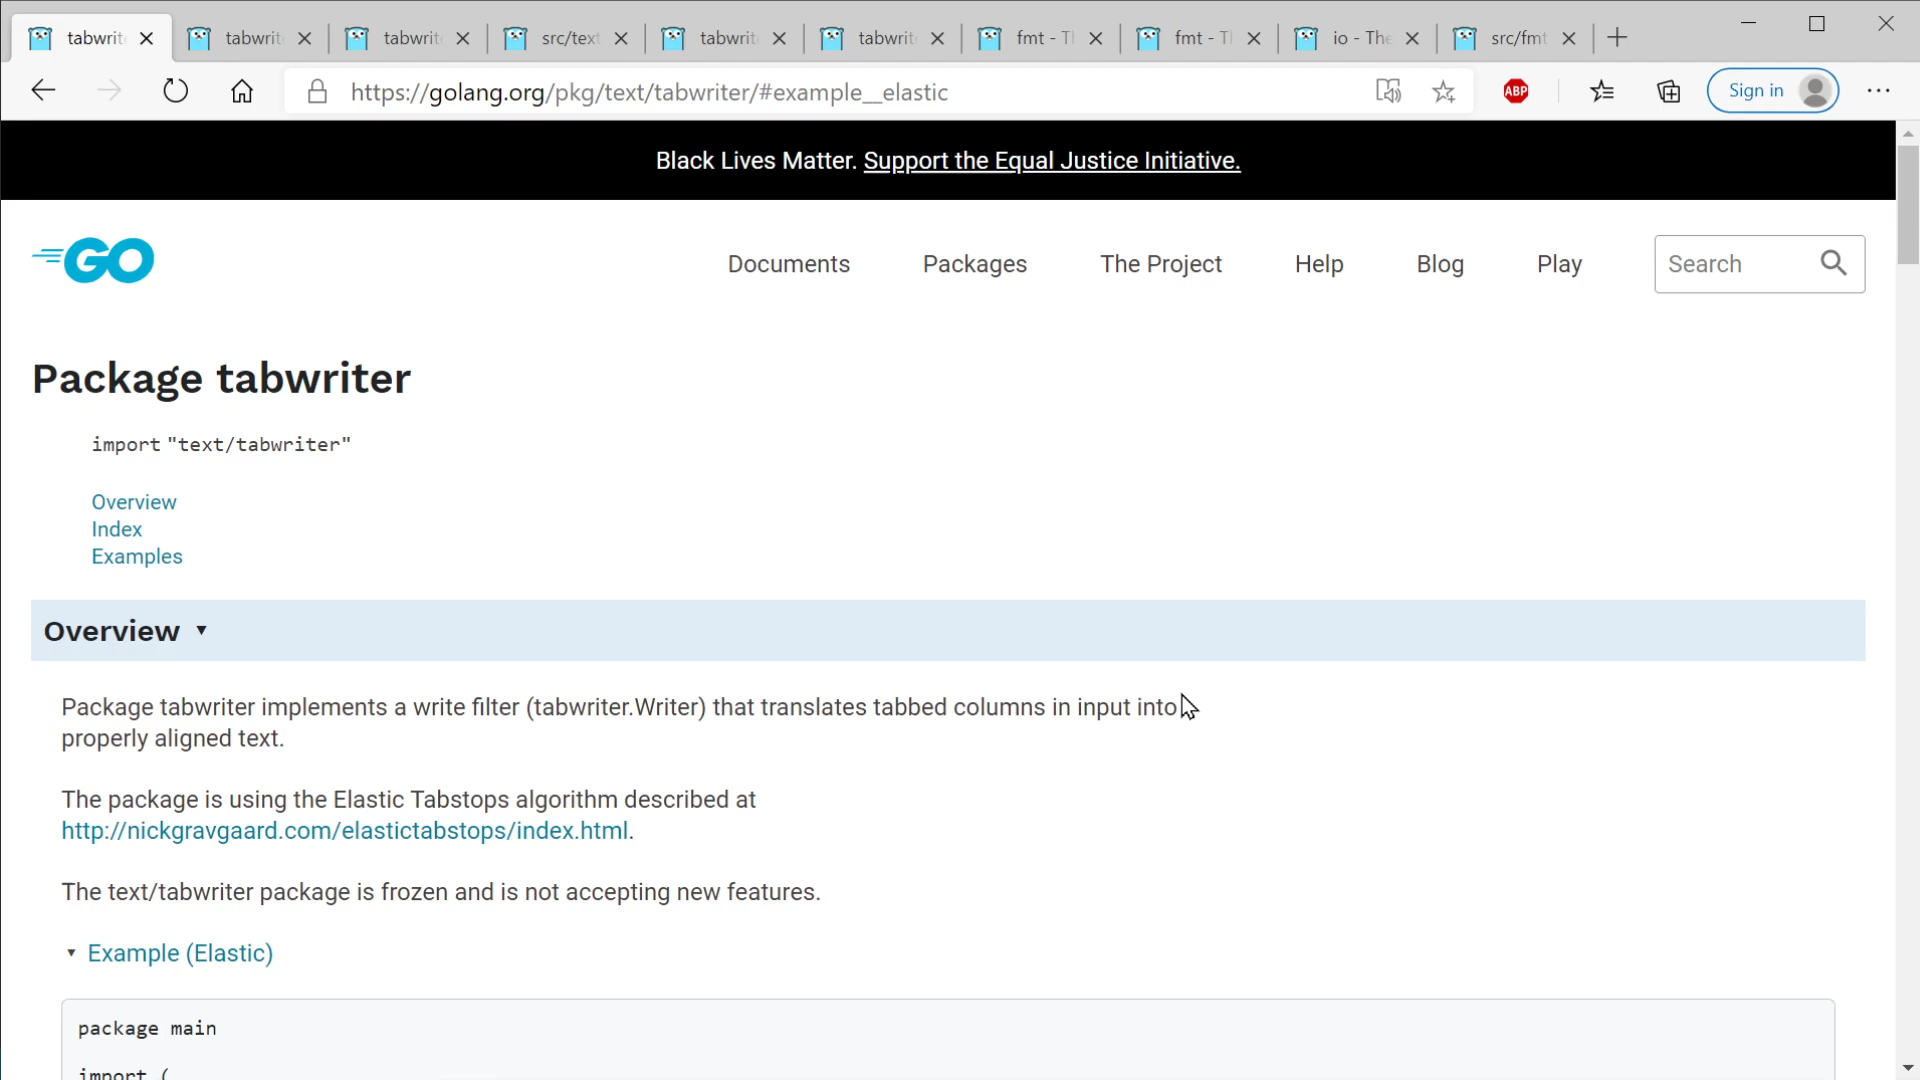 tabwrit
tabwrit
tabwrit
src/text
tabwrit
tabwrit
fmt - Th
fmt - Th
io - The
src/fmt
https://golang.org/pkg/text/tabwriter/#example__elastic
ABP
Sign in
Black Lives Matter. Support the Equal Justice Initiative.
GO
Documents
Packages
The Project
Help
Blog
Play
Search
Package tabwriter
import "text/tabwriter"
Overview
Index
Examples
Overview ▾
Package tabwriter implements a write filter (tabwriter.Writer) that translates tabbed columns in input into
properly aligned text.
The package is using the Elastic Tabstops algorithm described at
http://nickgravgaard.com/elastictabstops/index.html.
The text/tabwriter package is frozen and is not accepting new features.
▾ Example (Elastic)
package main
import (